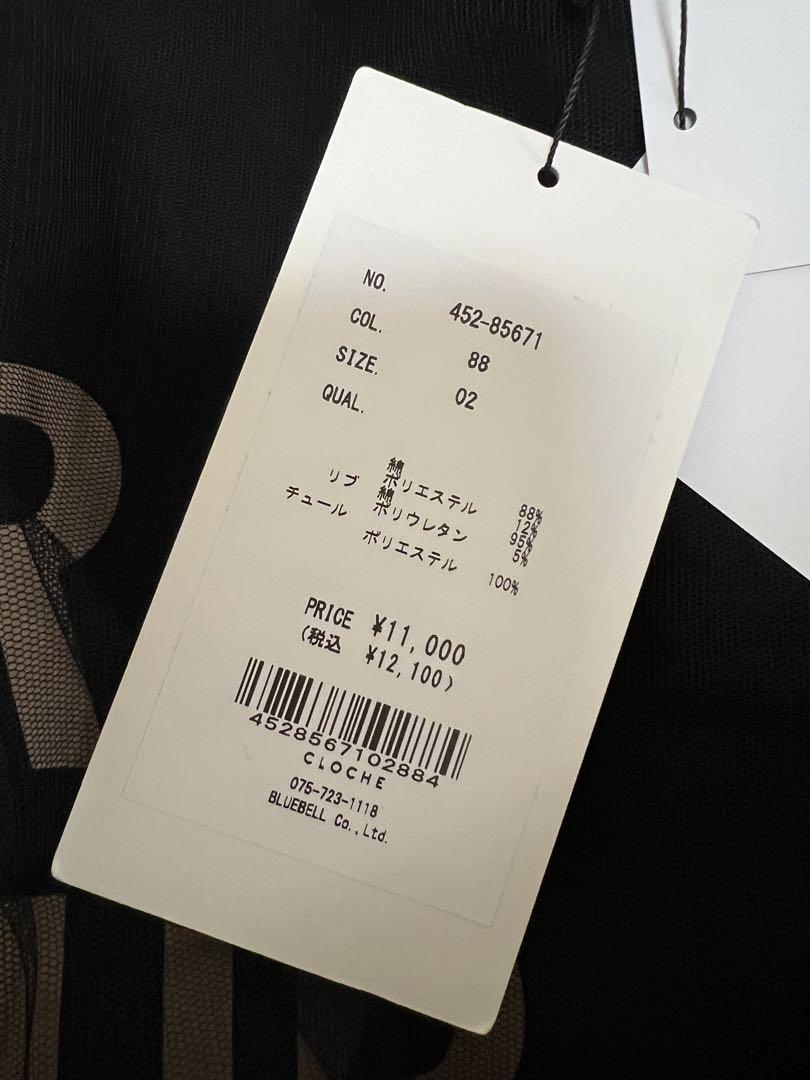 NO. 452-85671
COL. 88
SIZE. 02
QUAL.
綿 88%
ポリエステル 12%
リブ 綿 95%
ポリウレタン 5%
チュール ポリエステル 100%
PRICE ¥11,000
(税込 ¥12,100)
4528567102884
CLOCHE
075-723-1118
BLUEBELL Co.,Ltd.